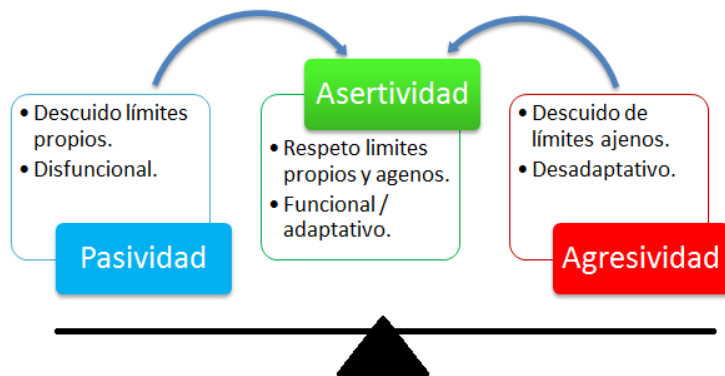 • Descuido límites
propios.
• Disfuncional.
Pasividad
Asertividad
• Respeto limites
propios y agenos.
• Funcional /
adaptativo.
• Descuido de
límites ajenos.
• Desadaptativo.
Agresividad